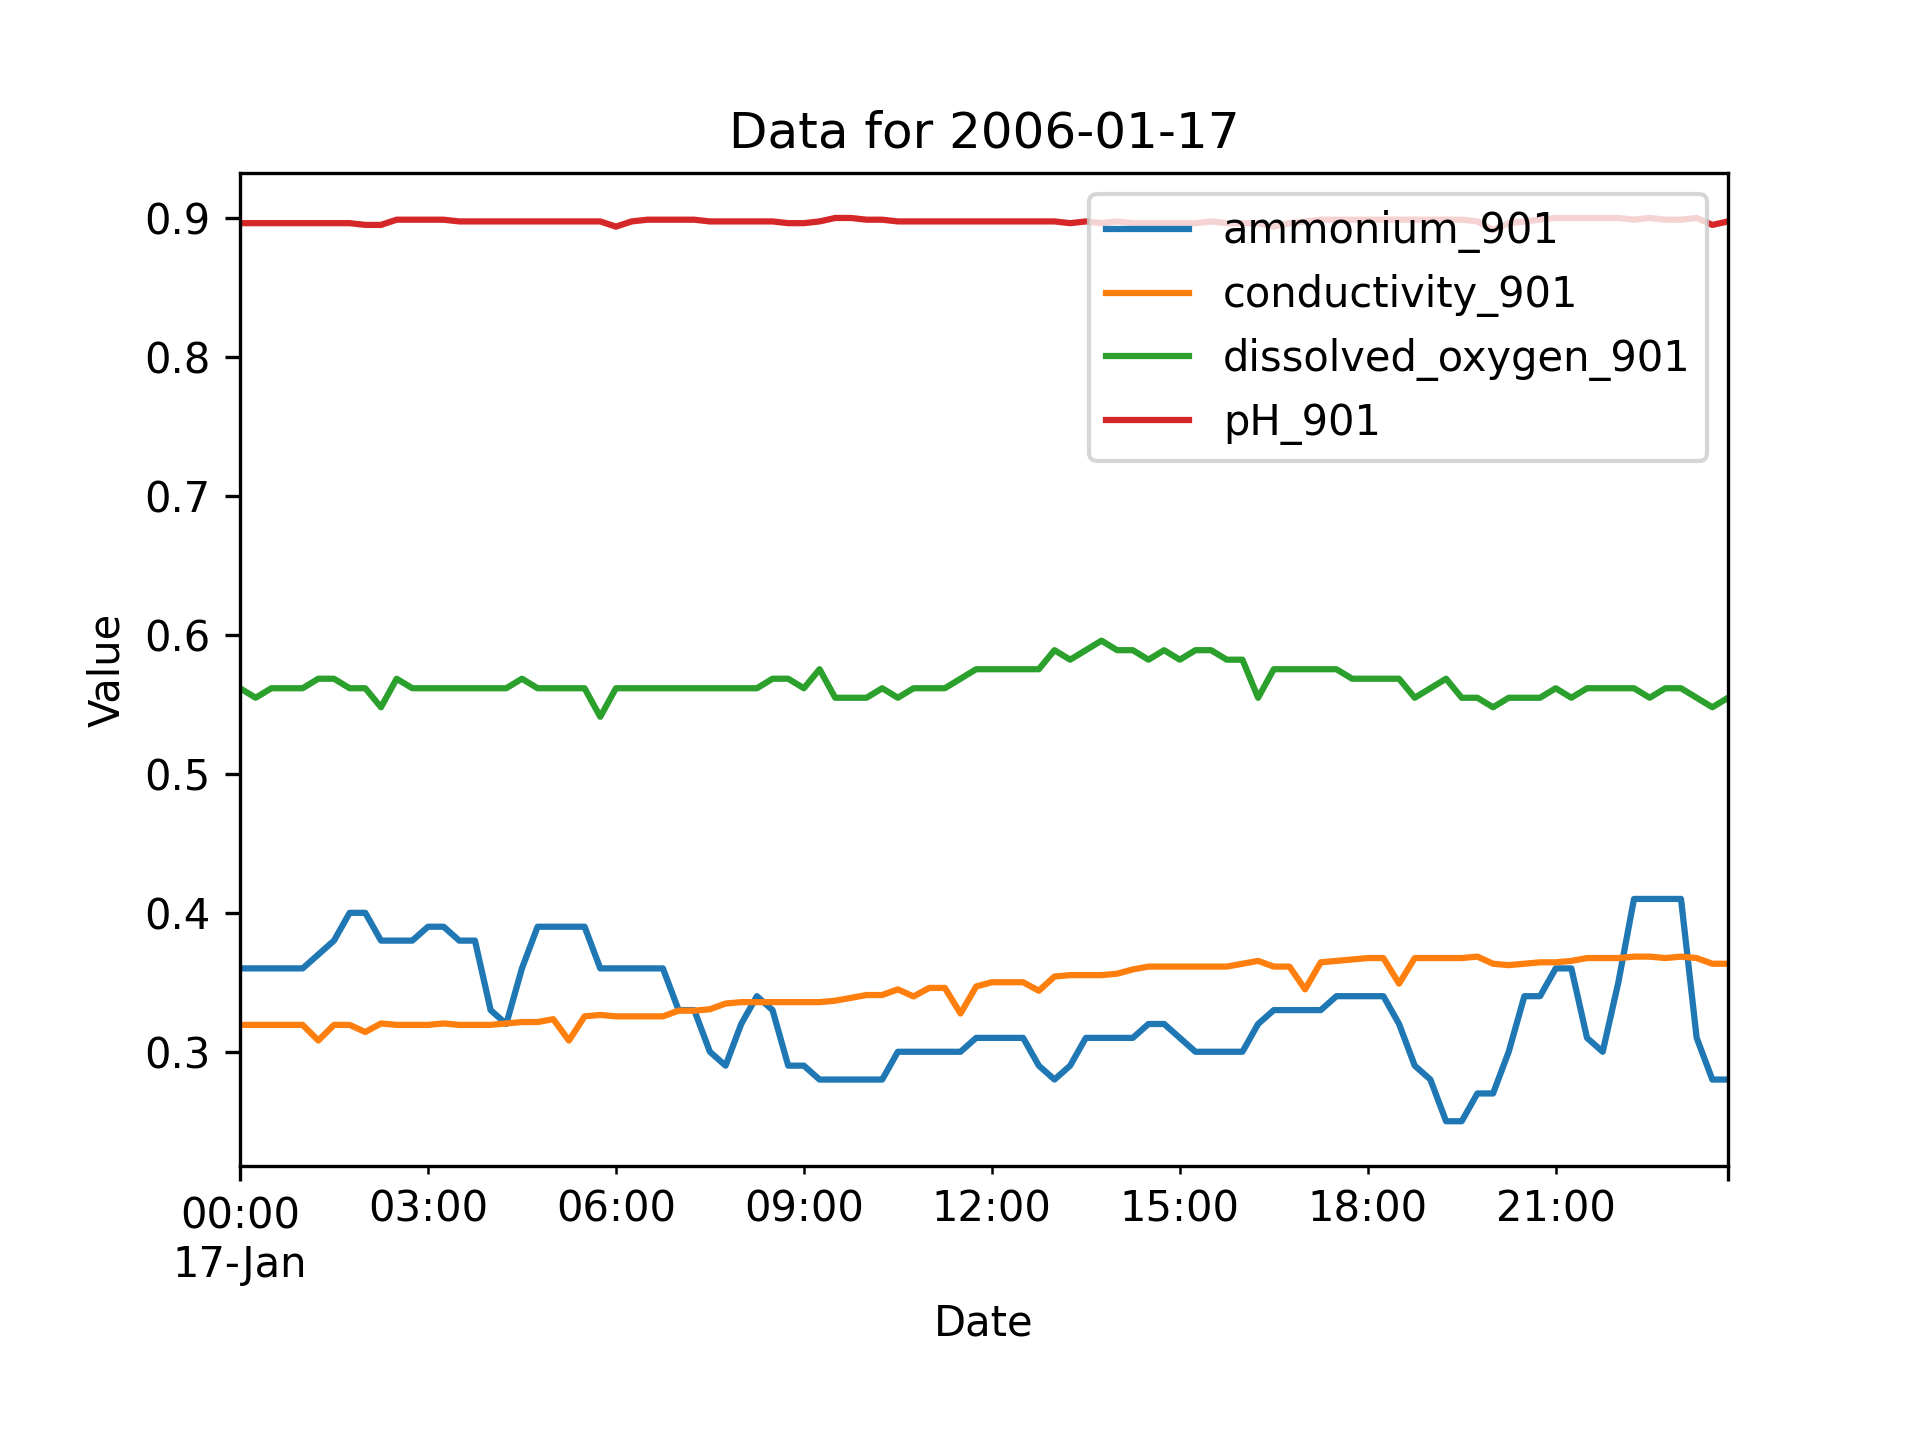 Data for 2006-01-17
0.9
0.8
0.7
0.6
0.5
0.4
0.3
Value
ammonium_901
conductivity_901
dissolved_oxygen_901
pH_901
00:00 03:00 06:00 09:00 12:00 15:00 18:00 21:00
17-Jan
Date